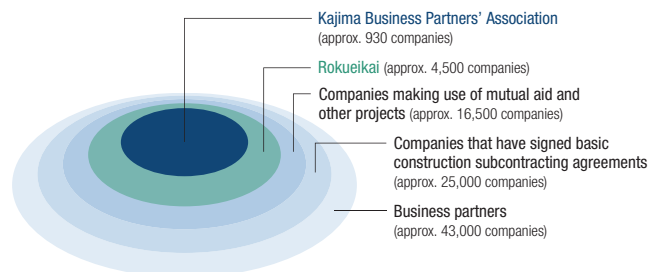 Kajima Business Partners’ Association
(approx. 930 companies)
Rokueikai (approx. 4,500 companies)
Companies making use of mutual aid and
other projects (approx. 16,500 companies)
Companies that have signed basic
construction subcontracting agreements
(approx. 25,000 companies)
Business partners
(approx. 43,000 companies)